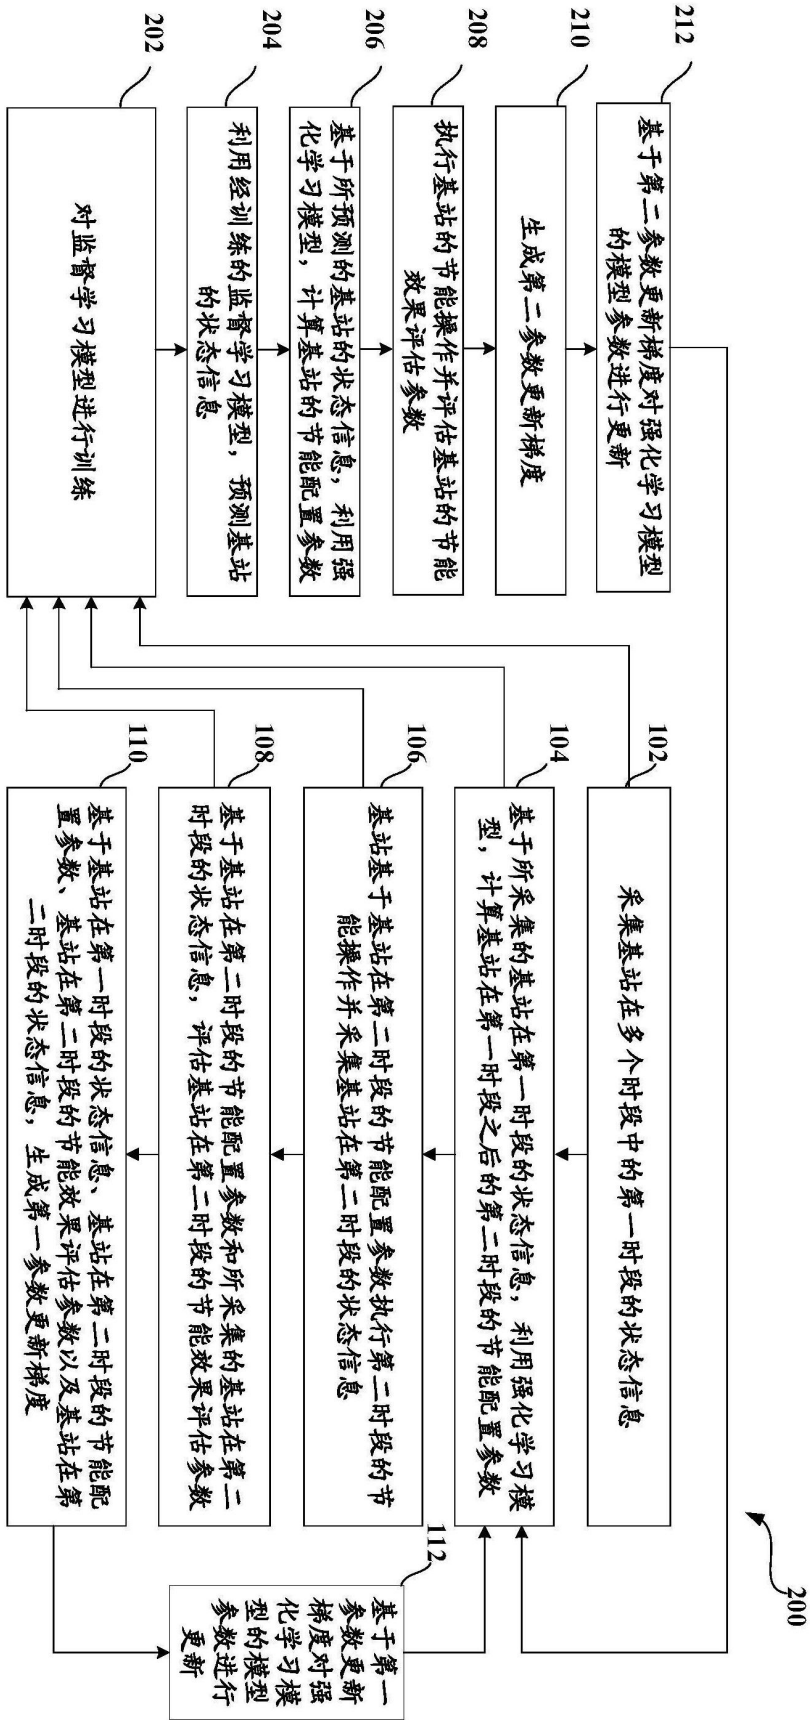 200
212
基于第二参数更新梯度对强化学习模型
的模型参数进行更新
210
生成第二参数更新梯度
208
执行基站的节能操作并评估基站的节能
效果评估参数
206
基于所预测的基站的状态信息，利用强
化学习模型，计算基站的节能配置参数
204
利用经训练的监督学习模型，预测基站
的状态信息
202
对监督学习模型进行训练
102
采集基站在多个时段中的第一时段的状态信息
104
基于所采集的基站在第一时段的状态信息，利用强化学习模
型，计算基站在第一时段之后的第二时段的节能配置参数
106
基站基于基站在第二时段的节能配置参数执行第二时段的节
能操作并采集基站在第二时段的状态信息
108
基于基站在第二时段的节能配置参数和所采集的基站在第二
时段的状态信息，评估基站在第二时段的节能效果评估参数
110
基于基站在第一时段的状态信息、基站在第二时段的节能配
置参数、基站在第二时段的节能效果评估参数以及基站在第
二时段的状态信息，生成第一参数更新梯度
112
基于第一
参数更新
梯度对强
化学习模
型的模型
参数进行
更新